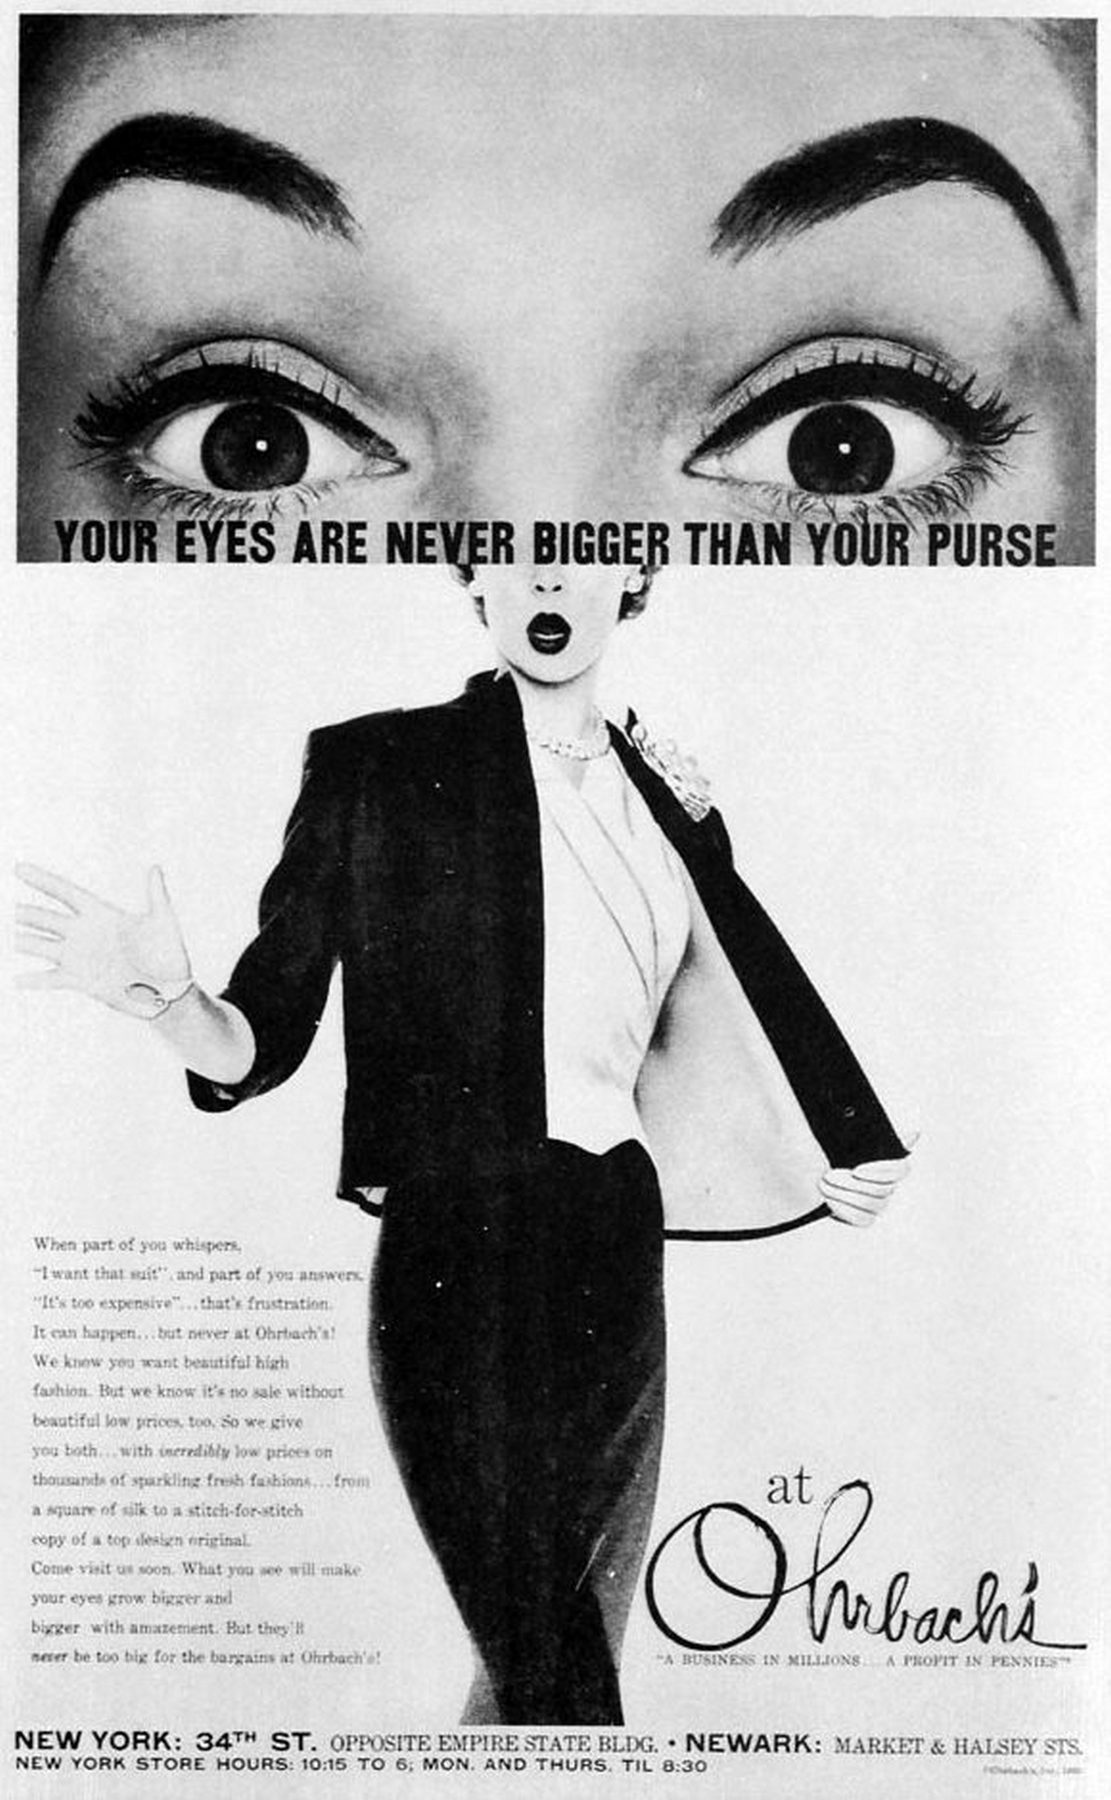 YOUR EYES ARE NEVER BIGGER THAN YOUR PURSE
When part of you whispers,
"I want that suit", and part of you answers,
"It's too expensive"...that's frustration.
It can happen...but never at Ohrbach's!
We know you want beautiful high
fashion. But we know it's no sale without
beautiful low prices, too. So we give
you both...with incredibly low prices on
thousands of sparkling fresh fashions...from
a square of silk to a stitch-for-stitch
copy of a top design original.
Come visit us soon. What you see will make
your eyes grow bigger and
bigger with amazement. But they'll
never be too big for the bargains at Ohrbach's!
at
Ohrbach's
"A BUSINESS IN MILLIONS... A PROFIT IN PENNIES"
NEW YORK: 34TH ST. OPPOSITE EMPIRE STATE BLDG. • NEWARK: MARKET & HALSEY STS.
NEW YORK STORE HOURS: 10:15 TO 6; MON. AND THURS. TIL 8:30